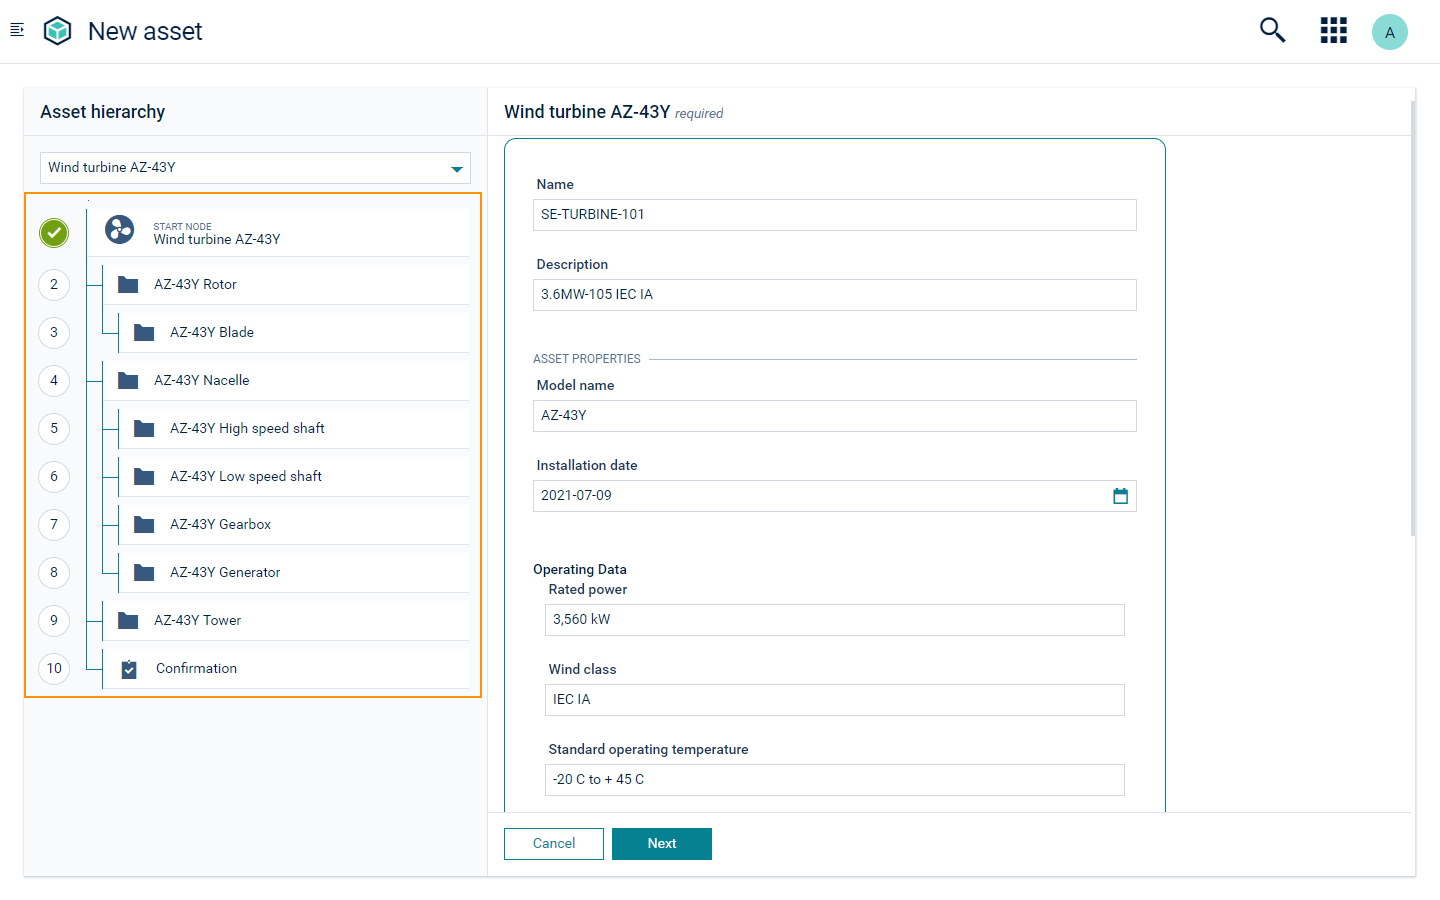 New asset
A
Asset hierarchy
Wind turbine AZ-43Y
START NODE
Wind turbine AZ-43Y
2 AZ-43Y Rotor
3 AZ-43Y Blade
4 AZ-43Y Nacelle
5 AZ-43Y High speed shaft
6 AZ-43Y Low speed shaft
7 AZ-43Y Gearbox
8 AZ-43Y Generator
9 AZ-43Y Tower
10 Confirmation
Wind turbine AZ-43Y required
Name
SE-TURBINE-101
Description
3.6MW-105 IEC IA
ASSET PROPERTIES
Model name
AZ-43Y
Installation date
2021-07-09
Operating Data
Rated power
3,560 kW
Wind class
IEC IA
Standard operating temperature
-20 C to + 45 C
Cancel Next